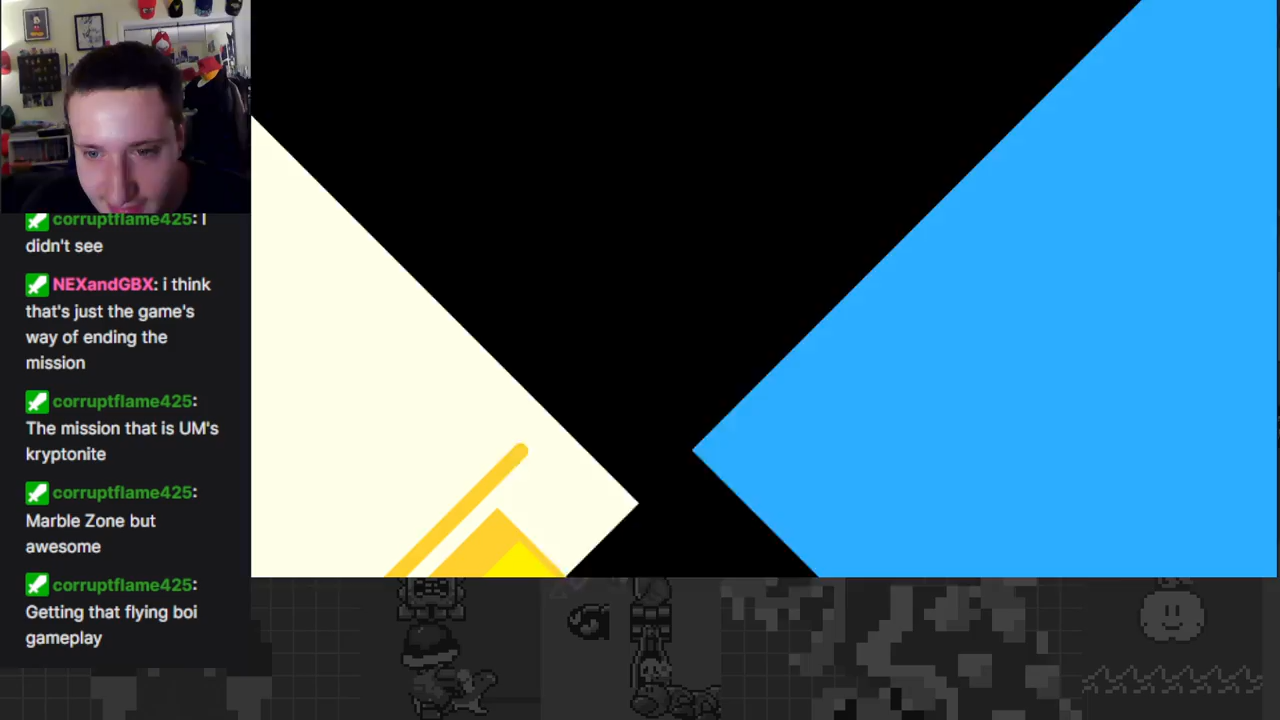 corruptflame425: I
didn't see
NEXandGBX: i think
that's just the game's
way of ending the
mission
corruptflame425:
The mission that is UM's
kryptonite
corruptflame425:
Marble Zone but
awesome
corruptflame425:
Getting that flying boi
gameplay